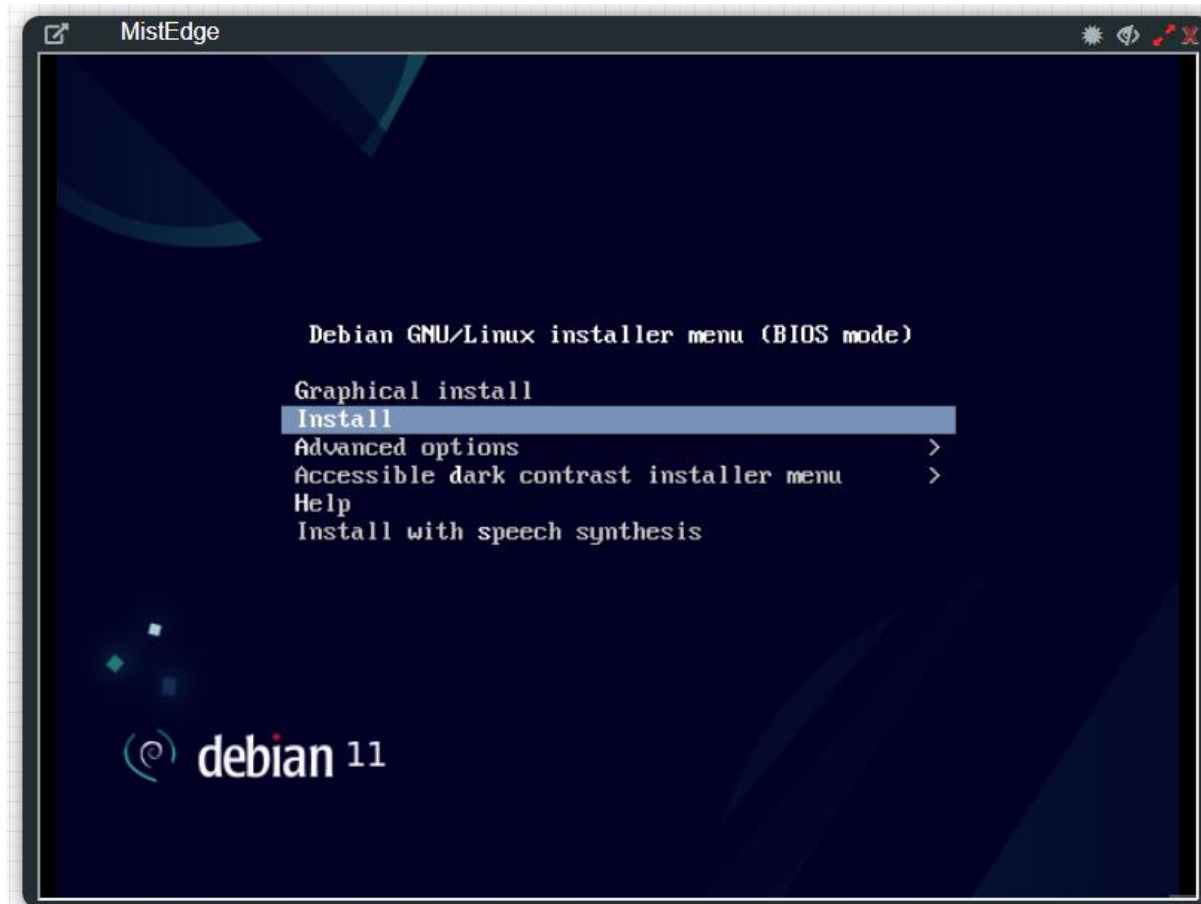 MistEdge
Debian GNU/Linux installer menu (BIOS mode)
Graphical install
Install
Advanced options >
Accessible dark contrast installer menu >
Help
Install with speech synthesis
debian 11